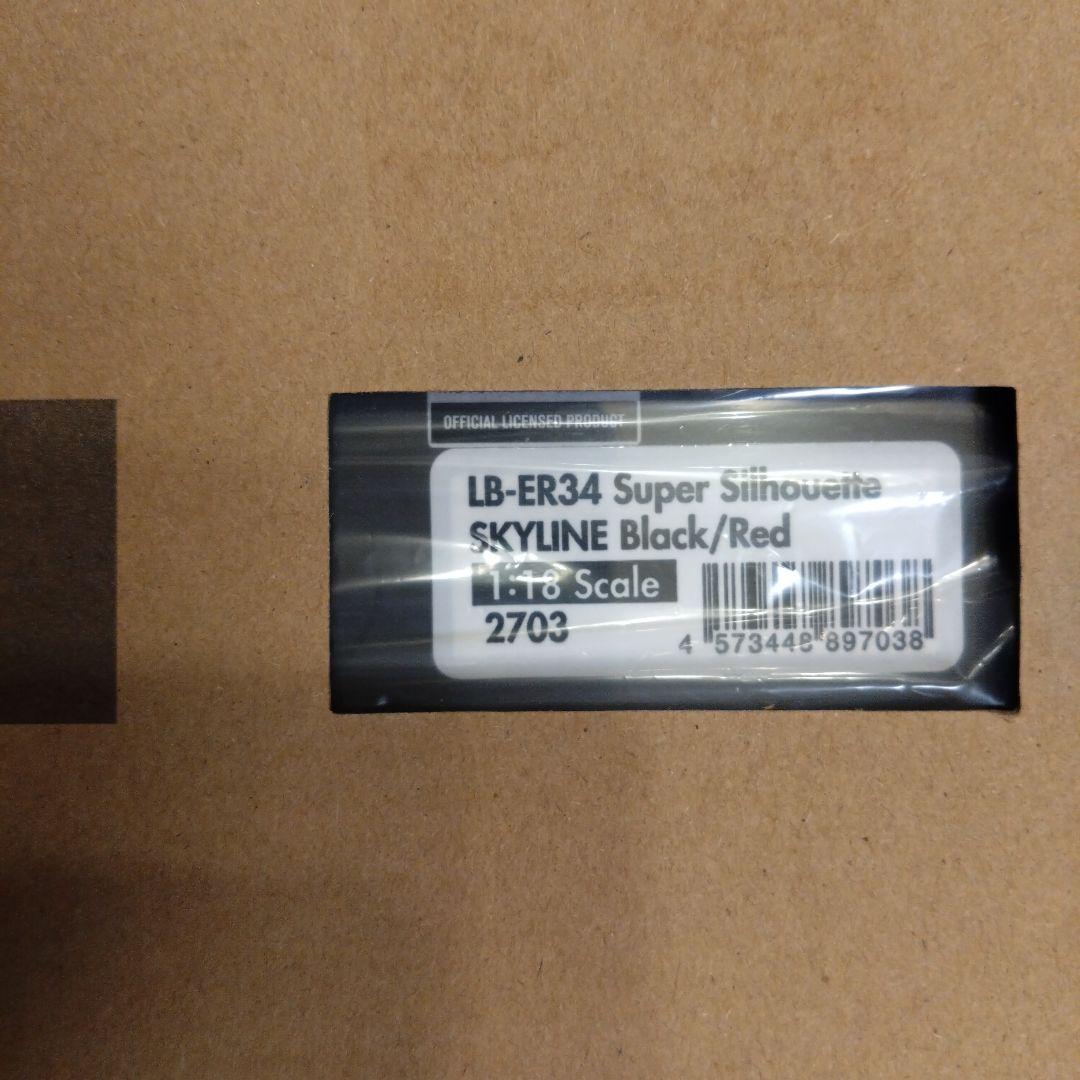 OFFICIAL LICENSED PRODUCT
LB-ER34 Super Silhouette
SKYLINE Black/Red
1:18 Scale
2703
4 573448 897038